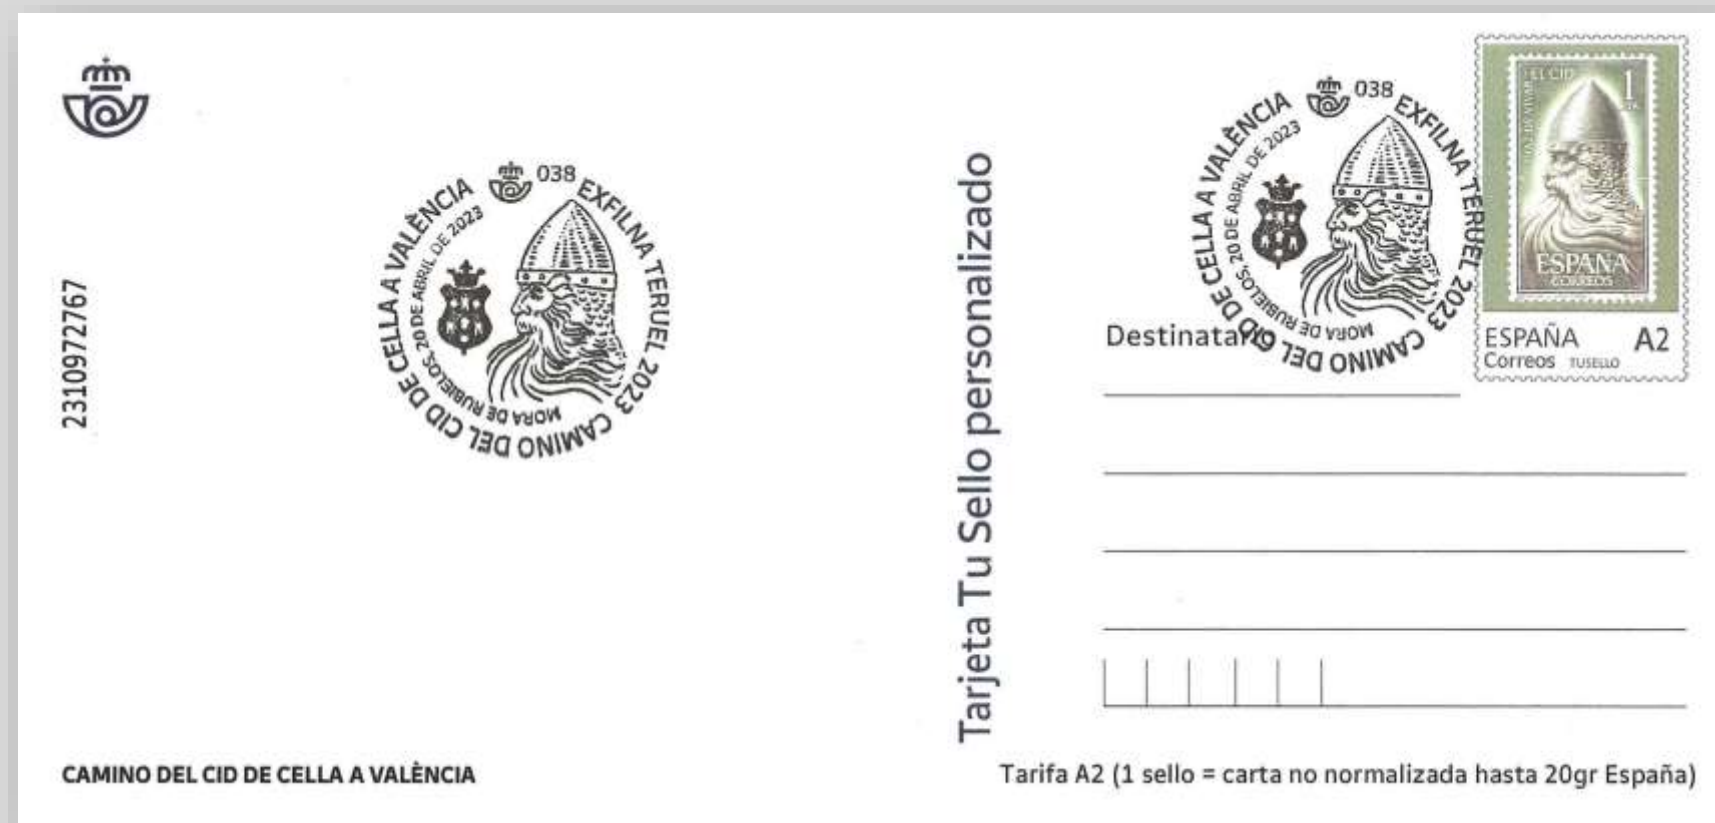 2310972767
038
EXFILNA TERUEL 2023 CAMINO DEL CID DE CELLA A VALÈNCIA
MORA DE RUBIELOS, 20 DE ABRIL DE 2023
CAMINO DEL CID DE CELLA A VALÈNCIA
Tarjeta Tu Sello personalizado
038
EXFILNA TERUEL 2023 CAMINO DEL CID DE CELLA A VALÈNCIA
MORA DE RUBIELOS, 20 DE ABRIL DE 2023
EL CID
1
DE VIVAR
ESPAÑA
CORREOS
ESPAÑA A2
Correos TUSELLO
Destinatario
Tarifa A2 (1 sello = carta no normalizada hasta 20gr España)